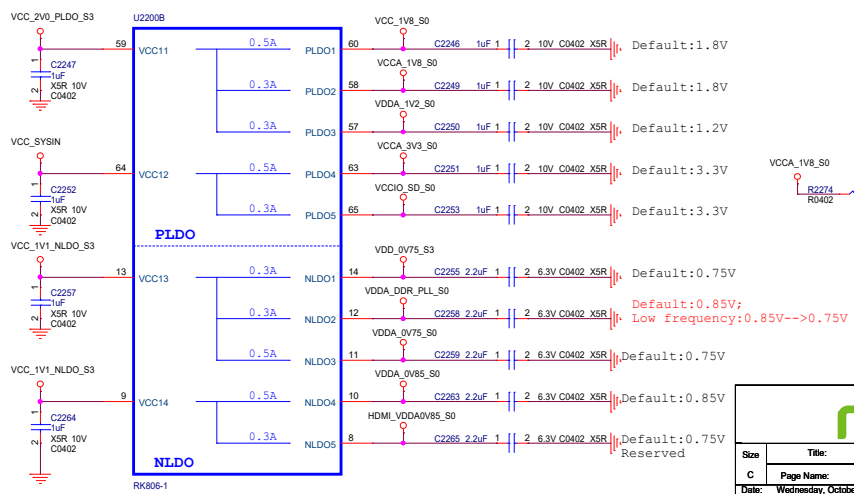 VCC_2V0_PLDO_S3
U2200B
VCC_1V8_S0
59 VCC11 0.5A PLDO1 60 C2246 1uF 1 2 10V C0402 X5R Default:1.8V
1 C2247
1uF
X5R 10V
2 C0402
VCCA_1V8_S0
0.3A PLDO2 58 C2249 1uF 1 2 10V C0402 X5R Default:1.8V
VDDA_1V2_S0
0.3A PLDO3 57 C2250 1uF 1 2 10V C0402 X5R Default:1.2V
VCC_SYSIN
VCCA_3V3_S0
64 VCC12 0.5A PLDO4 63 C2251 1uF 1 2 10V C0402 X5R Default:3.3V
1 C2252
1uF
X5R 10V
2 C0402
VCCIO_SD_S0
0.3A PLDO5 65 C2253 1uF 1 2 10V C0402 X5R Default:3.3V
VCCA_1V8_S0
R2274
R0402
PLDO
VCC_1V1_NLDO_S3
VDD_0V75_S3
13 VCC13 0.3A NLDO1 14 C2255 2.2uF 1 2 6.3V C0402 X5R Default:0.75V
1 C2257
1uF
X5R 10V
2 C0402
VDDA_DDR_PLL_S0
0.3A NLDO2 12 C2258 2.2uF 1 2 6.3V C0402 X5R
Default:0.85V;
Low frequency:0.85V-->0.75V
VDDA_0V75_S0
0.5A NLDO3 11 C2259 2.2uF 1 2 6.3V C0402 X5R Default:0.75V
VCC_1V1_NLDO_S3
VDDA_0V85_S0
9 VCC14 0.5A NLDO4 10 C2263 2.2uF 1 2 6.3V C0402 X5R Default:0.85V
1 C2264
1uF
X5R 10V
2 C0402
HDMI_VDDA0V85_S0
0.3A NLDO5 8 C2265 2.2uF 1 2 6.3V C0402 X5R Default:0.75V
Reserved
NLDO
RK806-1
Size Title:
C Page Name:
Date: Wednesday, Octobe